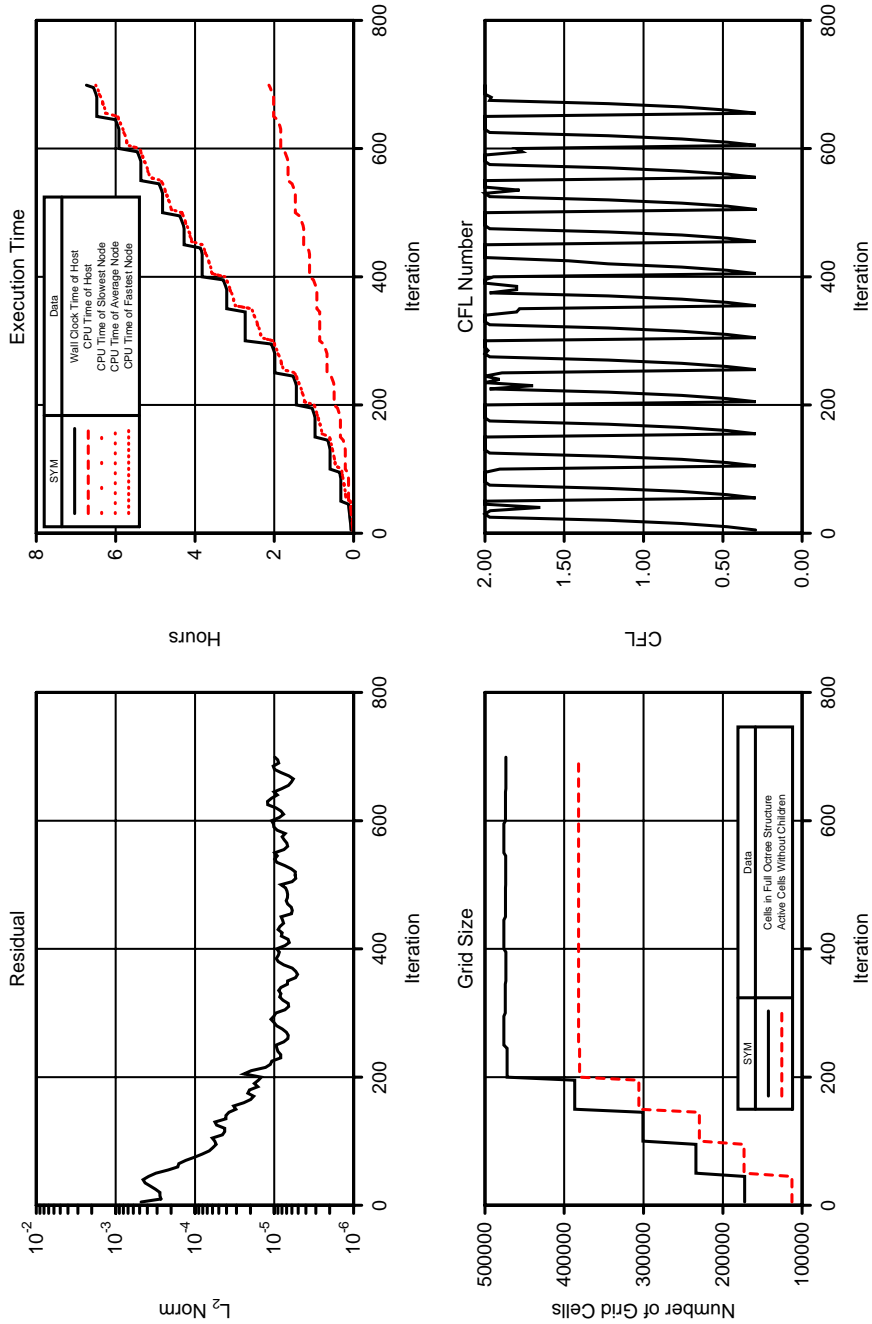 Residual
10-2
10-3
10-4
10-5
10-6
L2 Norm
0
200
400
600
800
Iteration
Execution Time
8
6
4
2
0
Hours
SYM
Data
Wall Clock Time of Host
CPU Time of Host
CPU Time of Slowest Node
CPU Time of Average Node
CPU Time of Fastest Node
0
200
400
600
800
Iteration
Grid Size
500000
400000
300000
200000
100000
Number of Grid Cells
SYM
Data
Cells in Full Octree Structure
Active Cells Without Children
0
200
400
600
800
Iteration
CFL Number
2.00
1.50
1.00
0.50
0.00
CFL
0
200
400
600
800
Iteration